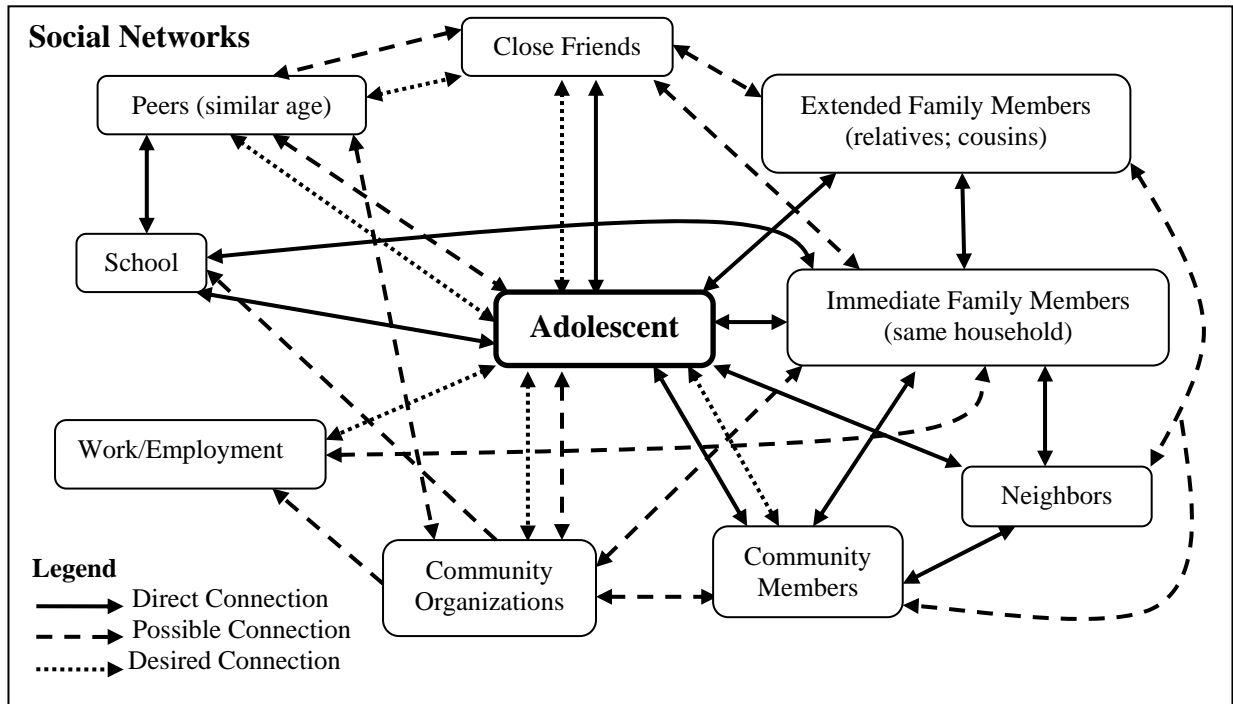 Social Networks
Close Friends
Peers (similar age)
Extended Family Members
(relatives; cousins)
School
Immediate Family Members
(same household)
Adolescent
Work/Employment
Neighbors
Community
Organizations
Community
Members
Legend
Direct Connection
Possible Connection
Desired Connection